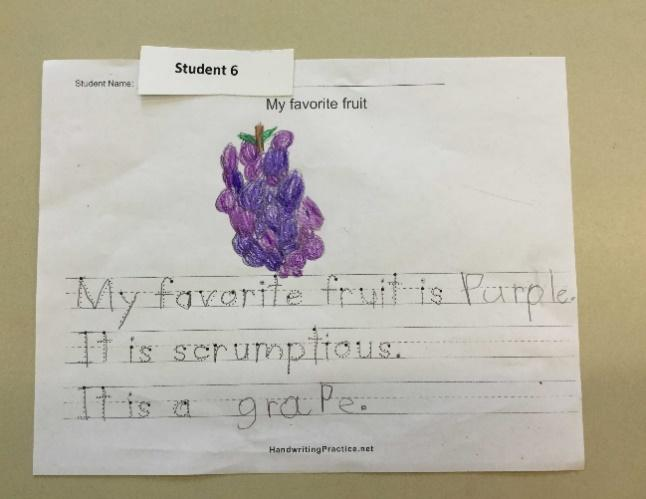 Student Name:
Student 6
My favorite fruit
My favorite fruit is Purple.
It is scrumptious.
It is a graPe.
HandwritingPractice.net